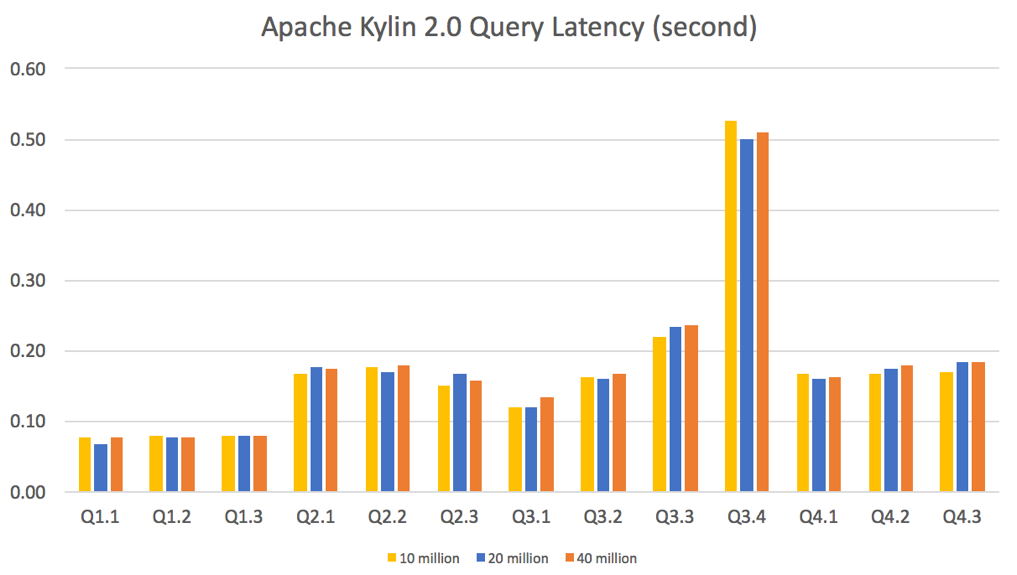 Apache Kylin 2.0 Query Latency (second)
0.60
0.50
0.40
0.30
0.20
0.10
0.00
Q1.1 Q1.2 Q1.3 Q2.1 Q2.2 Q2.3 Q3.1 Q3.2 Q3.3 Q3.4 Q4.1 Q4.2 Q4.3
10 million 20 million 40 million